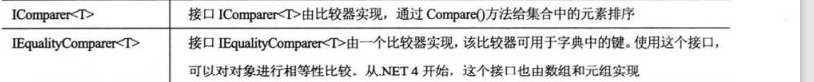 IComparer<T>
接口 IComparer<T>由比较器实现，通过 Compare()方法给集合中的元素排序
IEqualityComparer<T>
接口 IEqualityComparer<T>由一个比较器实现，该比较器可用于字典中的键。使用这个接口，
可以对对象进行相等性比较。从.NET 4 开始，这个接口也由数组和元组实现